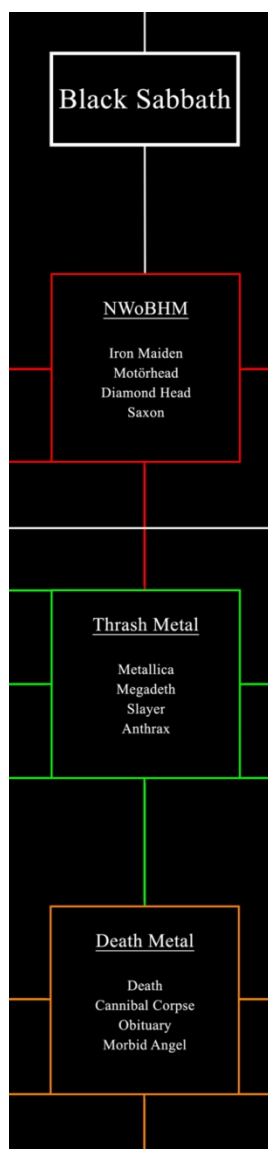 Black Sabbath
NWoBHM
Iron Maiden
Motörhead
Diamond Head
Saxon
Thrash Metal
Metallica
Megadeth
Slayer
Anthrax
Death Metal
Death
Cannibal Corpse
Obituary
Morbid Angel